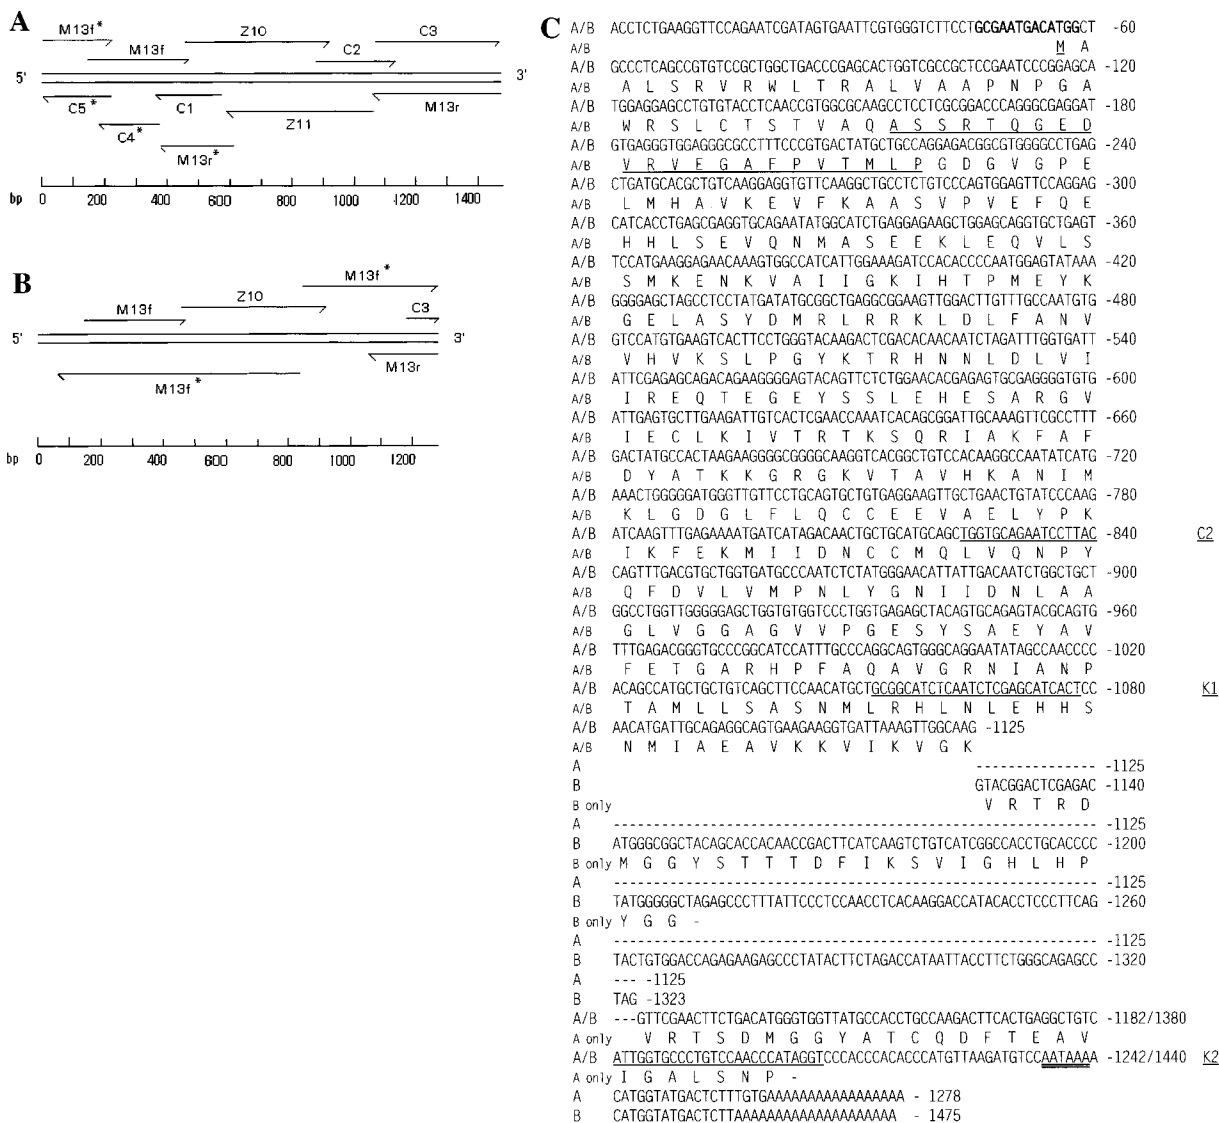 A
M13f*
Z10
C3
M13f
C2
5'
3'
C5*
C1
M13r
C4*
Z11
M13r*
bp
0 200 400 600 800 1000 1200 1400
B
M13f*
Z10
M13f
C3
5'
3'
M13r
M13f*
bp
0 200 400 600 800 1000 1200
C
A/B ACCTCTGAAGGTTCCAGAATCGATAGTGAATTCGTGGGTCTTCCTGCGAATGACATGGCT -60
A/B M A
A/B GCCCTCAGCCGTGTCCGCTGGCTGACCCGAGCACTGGTCGCCGCTCCGAATCCCGGAGCA -120
A/B A L S R V R W L T R A L V A A P N P G A
A/B TGGAGGAGCCTGTGTACCTCAACCGTGGCGCAAGCCTCCTCGCGGACCCAGGGCGAGGAT -180
A/B W R S L C T S T V A Q A S S R T Q G E D
A/B GTGAGGGTGGAGGGCGCCTTTCCCGTGACTATGCTGCCAGGAGACGGCGTGGGGCCTGAG -240
A/B V R V E G A F P V T M L P G D G V G P E
A/B CTGATGCACGCTGTCAAGGAGGTGTTCAAGGCTGCCTCTGTCCCAGTGGAGTTCCAGGAG -300
A/B L M H A V K E V F K A A S V P V E F Q E
A/B CATCACCTGAGCGAGGTGCAGAATATGGCATCTGAGGAGAAGCTGGAGCAGGTGCTGAGT -360
A/B H H L S E V Q N M A S E E K L E Q V L S
A/B TCCATGAAGGAGAACAAAGTGGCCATCATTGGAAAGATCCACACCCCAATGGAGTATAAA -420
A/B S M K E N K V A I I G K I H T P M E Y K
A/B GGGGAGCTAGCCTCCTATGATATGCGGCTGAGGCGGAAGTTGGACTTGTTTGCCAATGTG -480
A/B G E L A S Y D M R L R R K L D L F A N V
A/B GTCCATGTGAAGTCACTTCCTGGGTACAAGACTCGACACAACAATCTAGATTTGGTGATT -540
A/B V H V K S L P G Y K T R H N N L D L V I
A/B ATTCGAGAGCAGACAGAAGGGGAGTACAGTTCTCTGGAACACGAGAGTGCGAGGGGTGTG -600
A/B I R E Q T E G E Y S S L E H E S A R G V
A/B ATTGAGTGCTTGAAGATTGTCACTCGAACCAAATCACAGCGGATTGCAAAGTTCGCCTTT -660
A/B I E C L K I V T R T K S Q R I A K F A F
A/B GACTATGCCACTAAGAAGGGGCGGGGCAAGGTCACGGCTGTCCACAAGGCCAATATCATG -720
A/B D Y A T K K G R G K V T A V H K A N I M
A/B AAACTGGGGGATGGGTTGTTCCTGCAGTGCTGTGAGGAAGTTGCTGAACTGTATCCCAAG -780
A/B K L G D G L F L Q C C E E V A E L Y P K
A/B ATCAAGTTTGAGAAAATGATCATAGACAACTGCTGCATGCAGCTGGTGCAGAATCCTTAC -840 C2
A/B I K F E K M I I D N C C M Q L V Q N P Y
A/B CAGTTTGACGTGCTGGTGATGCCCAATCTCTATGGGAACATTATTGACAATCTGGCTGCT -900
A/B Q F D V L V M P N L Y G N I I D N L A A
A/B GGCCTGGTTGGGGGAGCTGGTGTGGTCCCTGGTGAGAGCTACAGTGCAGAGTACGCAGTG -960
A/B G L V G G A G V V P G E S Y S A E Y A V
A/B TTTGAGACGGGTGCCCGGCATCCATTTGCCCAGGCAGTGGGCAGGAATATAGCCAACCCC -1020
A/B F E T G A R H P F A Q A V G R N I A N P
A/B ACAGCCATGCTGCTGTCAGCTTCCAACATGCTGCGGCATCTCAATCTCGAGCATCACTCC -1080 K1
A/B T A M L L S A S N M L R H L N L E H H S
A/B AACATGATTGCAGAGGCAGTGAAGAAGGTGATTAAAGTTGGCAAG -1125
A/B N M I A E A V K K V I K V G K
A --------------- -1125
B GTACGGACTCGAGAC -1140
B only V R T R D
A ------------------------------------------------------------ -1125
B ATGGGCGGCTACAGCACCACAACCGACTTCATCAAGTCTGTCATCGGCCACCTGCACCCC -1200
B only M G G Y S T T T D F I K S V I G H L H P
A ------------------------------------------------------------ -1125
B TATGGGGGCTAGAGCCCTTTATTCCCTCCAACCTCACAAGGACCATACACCTCCCTTCAG -1260
B only Y G G -
A ------------------------------------------------------------ -1125
B TACTGTGGACCAGAGAAGAGCCCTATACTTCTAGACCATAATTACCTTCTGGGCAGAGCC -1320
A --- -1125
B TAG -1323
A/B ---GTTCGAACTTCTGACATGGGTGGTTATGCCACCTGCCAAGACTTCACTGAGGCTGTC -1182/1380
A only V R T S D M G G Y A T C Q D F T E A V
A/B ATTGGTGCCCTGTCCAACCCATAGGTCCCACCCACACCCATGTTAAGATGTCCAATAAAA -1242/1440 K2
A only I G A L S N P -
A CATGGTATGACTCTTTGTGAAAAAAAAAAAAAAAAA - 1278
B CATGGTATGACTCTTAAAAAAAAAAAAAAAAAAAA - 1475